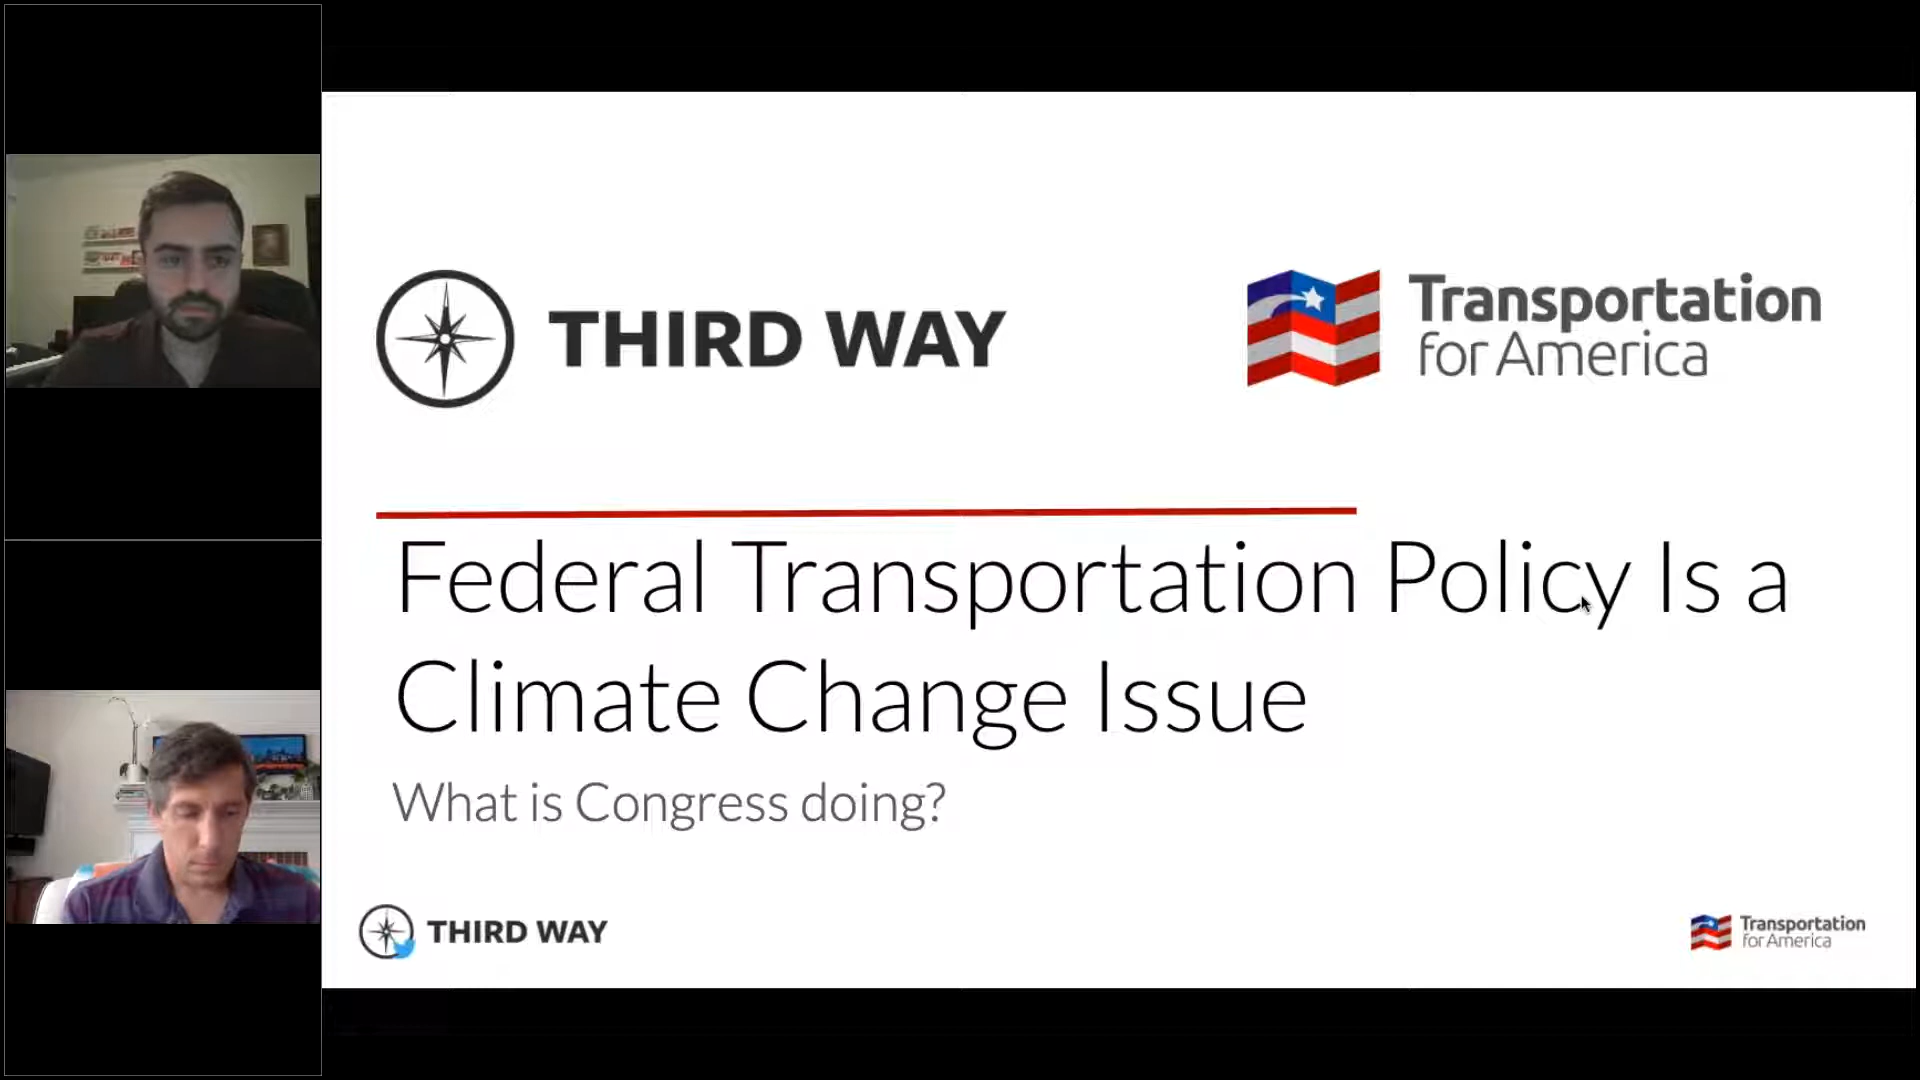 THIRD WAY
Transportation
for America
Federal Transportation Policy Is a
Climate Change Issue
What is Congress doing?
THIRD WAY
Transportation
for America